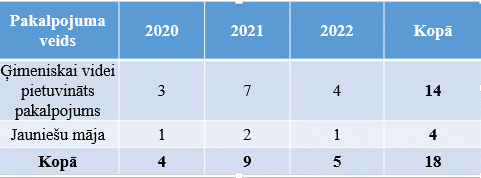 Pakalpojuma veids 2020 2021 2022 Kopā
Ģimeniskai videi pietuvināts pakalpojums 3 7 4 14
Jauniešu māja 1 2 1 4
Kopā 4 9 5 18